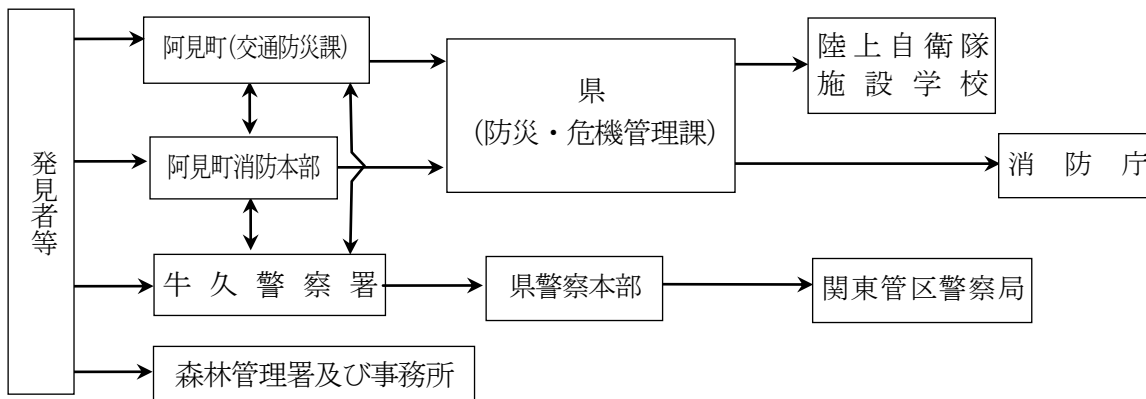 発見者等
阿見町(交通防災課)
阿見町消防本部
牛久警察署
森林管理署及び事務所
県
(防災・危機管理課)
県警察本部
陸上自衛隊
施設学校
消防庁
関東管区警察局